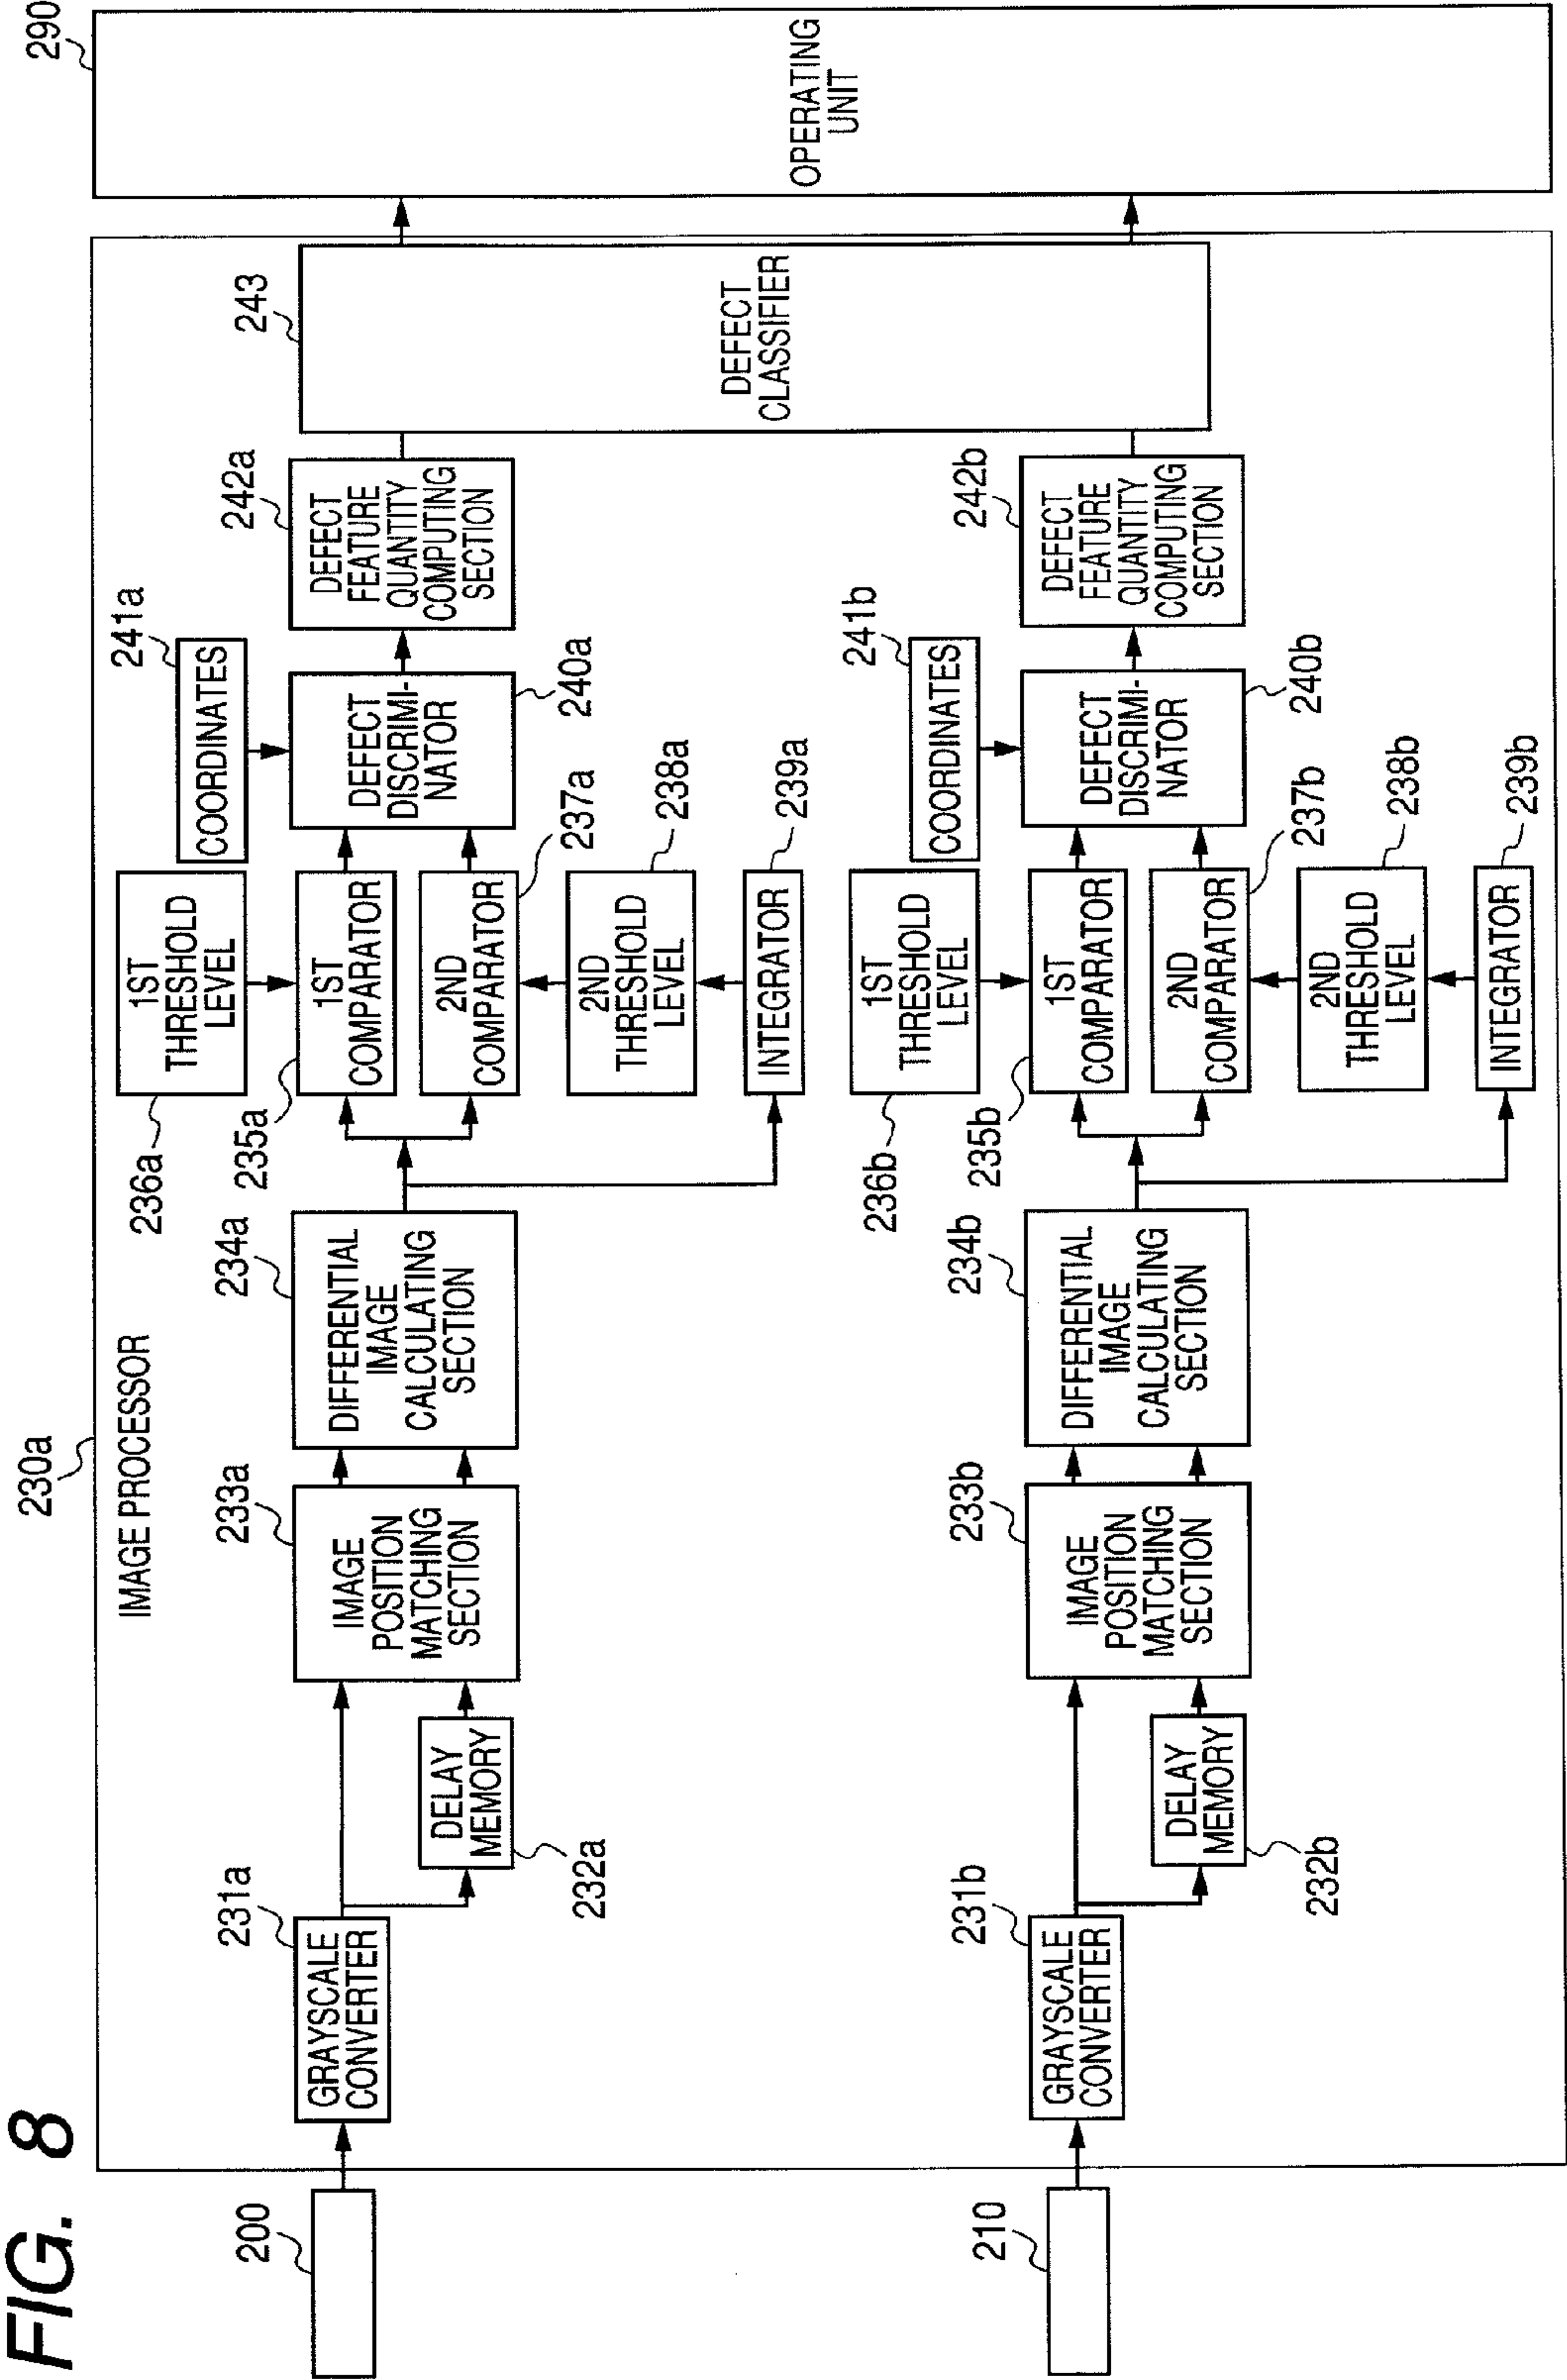 FIG. 8
230a
290
IMAGE PROCESSOR
236a
1ST
THRESHOLD
LEVEL
241a
COORDINATES
200
231a
GRAYSCALE
CONVERTER
232a
DELAY
MEMORY
233a
IMAGE
POSITION
MATCHING
SECTION
234a
DIFFERENTIAL
IMAGE
CALCULATING
SECTION
235a
1ST
COMPARATOR
2ND
COMPARATOR
237a
2ND
THRESHOLD
LEVEL
238a
INTEGRATOR
239a
DEFECT
DISCRIMI-
NATOR
240a
242a
DEFECT
FEATURE
QUANTITY
COMPUTING
SECTION
243
DEFECT
CLASSIFIER
OPERATING
UNIT
236b
1ST
THRESHOLD
LEVEL
241b
COORDINATES
210
231b
GRAYSCALE
CONVERTER
232b
DELAY
MEMORY
233b
IMAGE
POSITION
MATCHING
SECTION
234b
DIFFERENTIAL
IMAGE
CALCULATING
SECTION
235b
1ST
COMPARATOR
2ND
COMPARATOR
237b
2ND
THRESHOLD
LEVEL
238b
INTEGRATOR
239b
DEFECT
DISCRIMI-
NATOR
240b
242b
DEFECT
FEATURE
QUANTITY
COMPUTING
SECTION